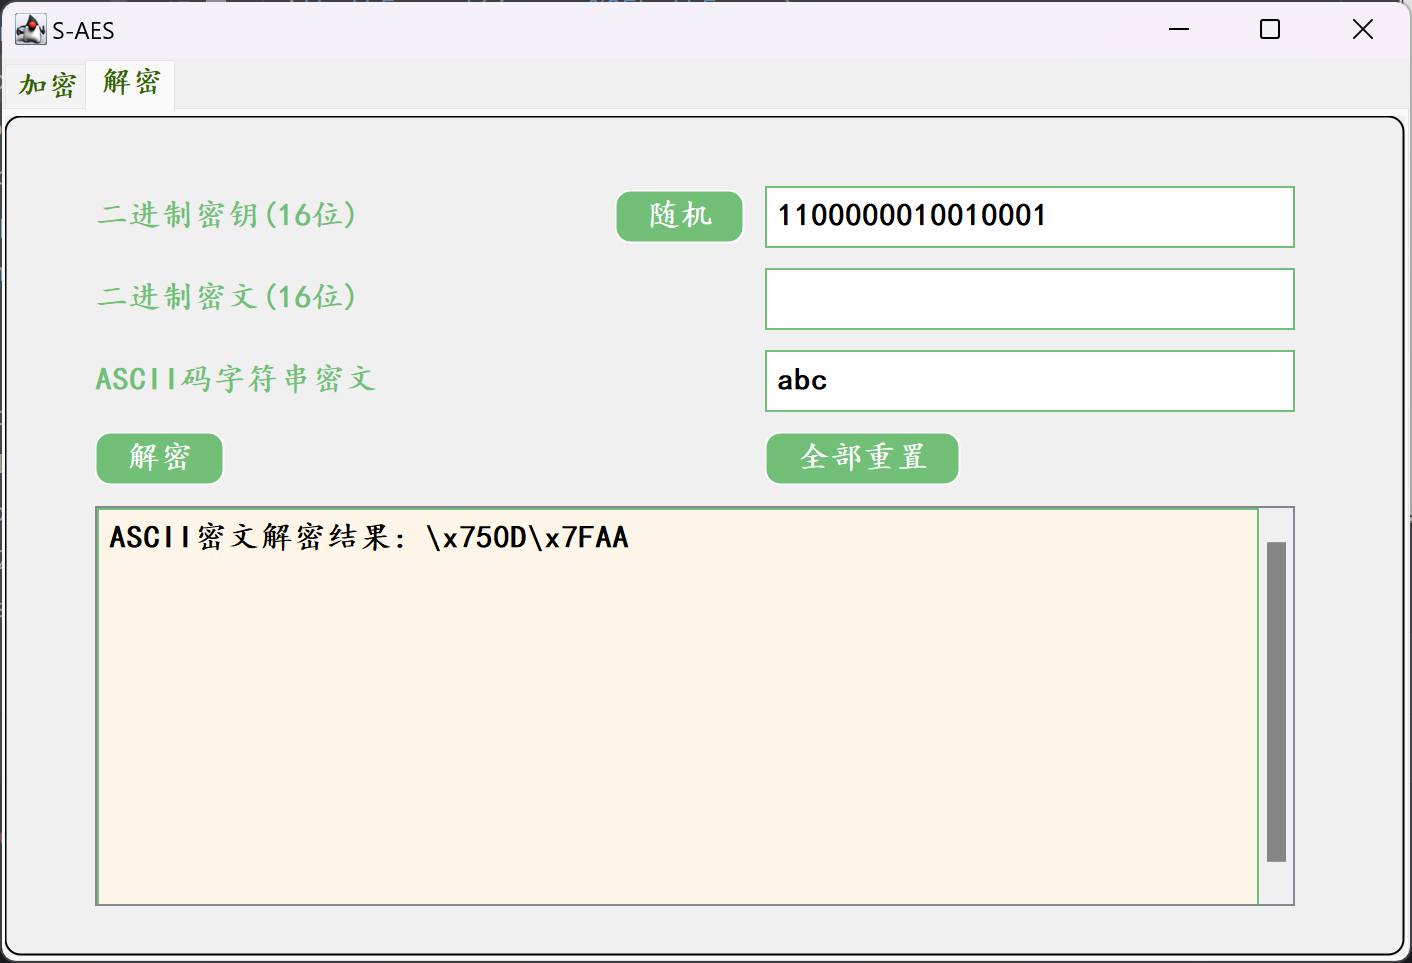 S-AES
加密 解密
二进制密钥(16位) 随机 1100000010010001
二进制密文(16位)
ASCII码字符串密文 abc
解密 全部重置
ASCII密文解密结果: \x750D\x7FAA